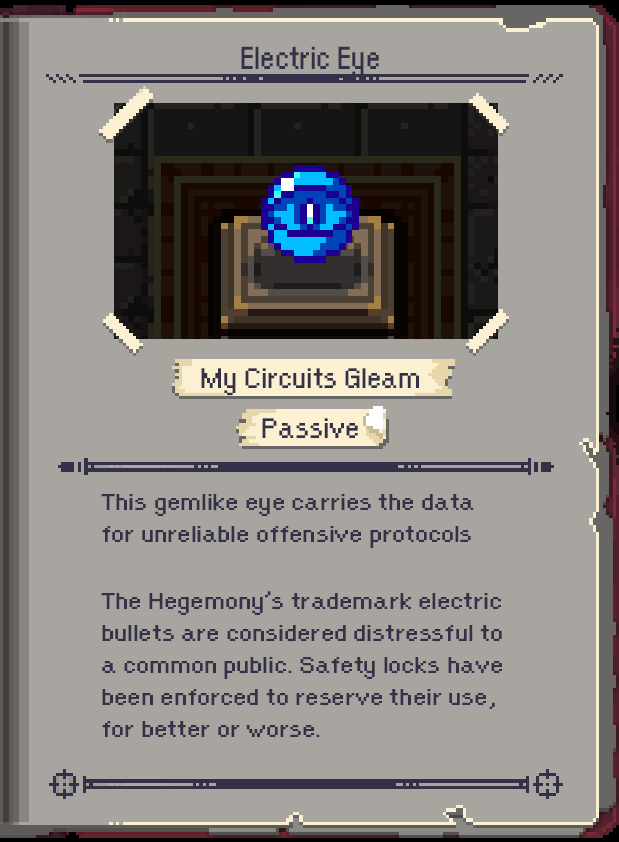 Electric Eye
My Circuits Gleam
Passive
This gemlike eye carries the data
for unreliable offensive protocols
The Hegemony's trademark electric
bullets are considered distressful to
a common public. Safety locks have
been enforced to reserve their use,
for better or worse.